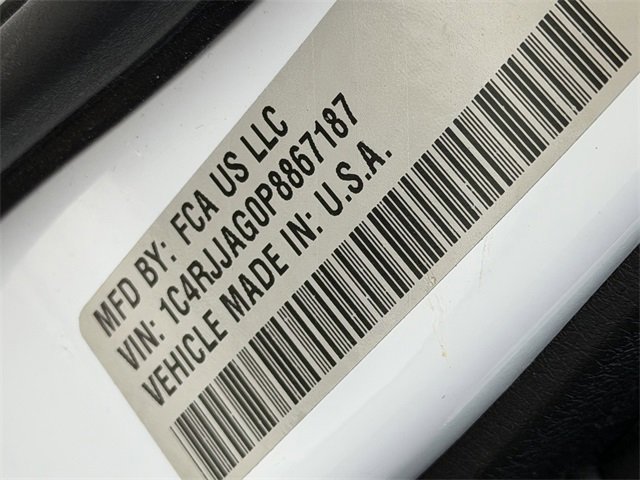 MFD BY: FCA US LLC
VIN: 1C4RJJAG0P8867187
VEHICLE MADE IN: U.S.A.